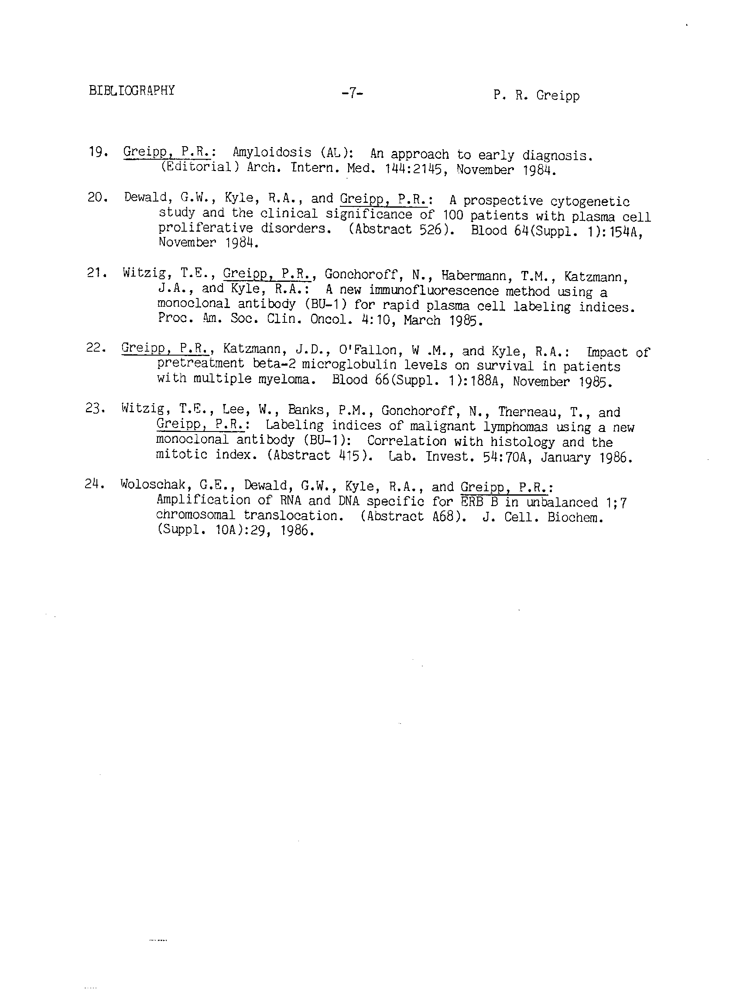 BIBLIOGRAPHY -7- P. R. Greipp
19. Greipp, P.R.: Amyloidosis (AL): An approach to early diagnosis.
(Editorial) Arch. Intern. Med. 144:2145, November 1984.
20. Dewald, G.W., Kyle, R.A., and Greipp, P.R.: A prospective cytogenetic
study and the clinical significance of 100 patients with plasma cell
proliferative disorders. (Abstract 526). Blood 64(Suppl. 1):154A,
November 1984.
21. Witzig, T.E., Greipp, P.R., Gonchoroff, N., Habermann, T.M., Katzmann,
J.A., and Kyle, R.A.: A new immunofluorescence method using a
monoclonal antibody (BU-1) for rapid plasma cell labeling indices.
Proc. Am. Soc. Clin. Oncol. 4:10, March 1985.
22. Greipp, P.R., Katzmann, J.D., O'Fallon, W .M., and Kyle, R.A.: Impact of
pretreatment beta-2 microglobulin levels on survival in patients
with multiple myeloma. Blood 66(Suppl. 1):188A, November 1985.
23. Witzig, T.E., Lee, W., Banks, P.M., Gonchoroff, N., Therneau, T., and
Greipp, P.R.: Labeling indices of malignant lymphomas using a new
monoclonal antibody (BU-1): Correlation with histology and the
mitotic index. (Abstract 415). Lab. Invest. 54:70A, January 1986.
24. Woloschak, G.E., Dewald, G.W., Kyle, R.A., and Greipp, P.R.:
Amplification of RNA and DNA specific for ERB B in unbalanced 1;7
chromosomal translocation. (Abstract A68). J. Cell. Biochem.
(Suppl. 10A):29, 1986.